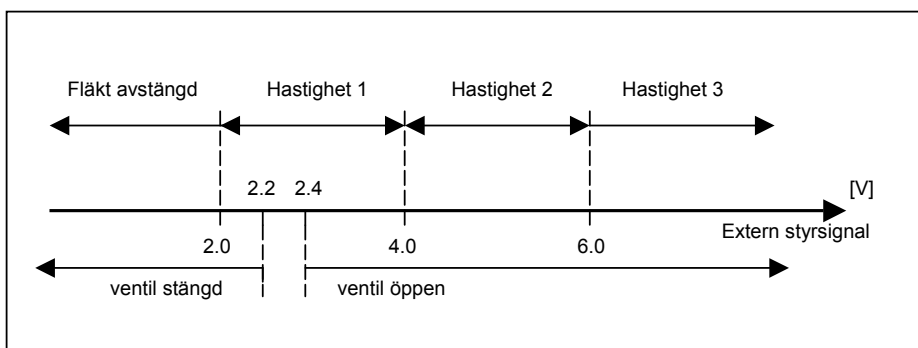 Fläkt avstängd Hastighet 1 Hastighet 2 Hastighet 3
2.2 2.4 [V]
2.0 4.0 6.0 Extern styrsignal
ventil stängd ventil öppen